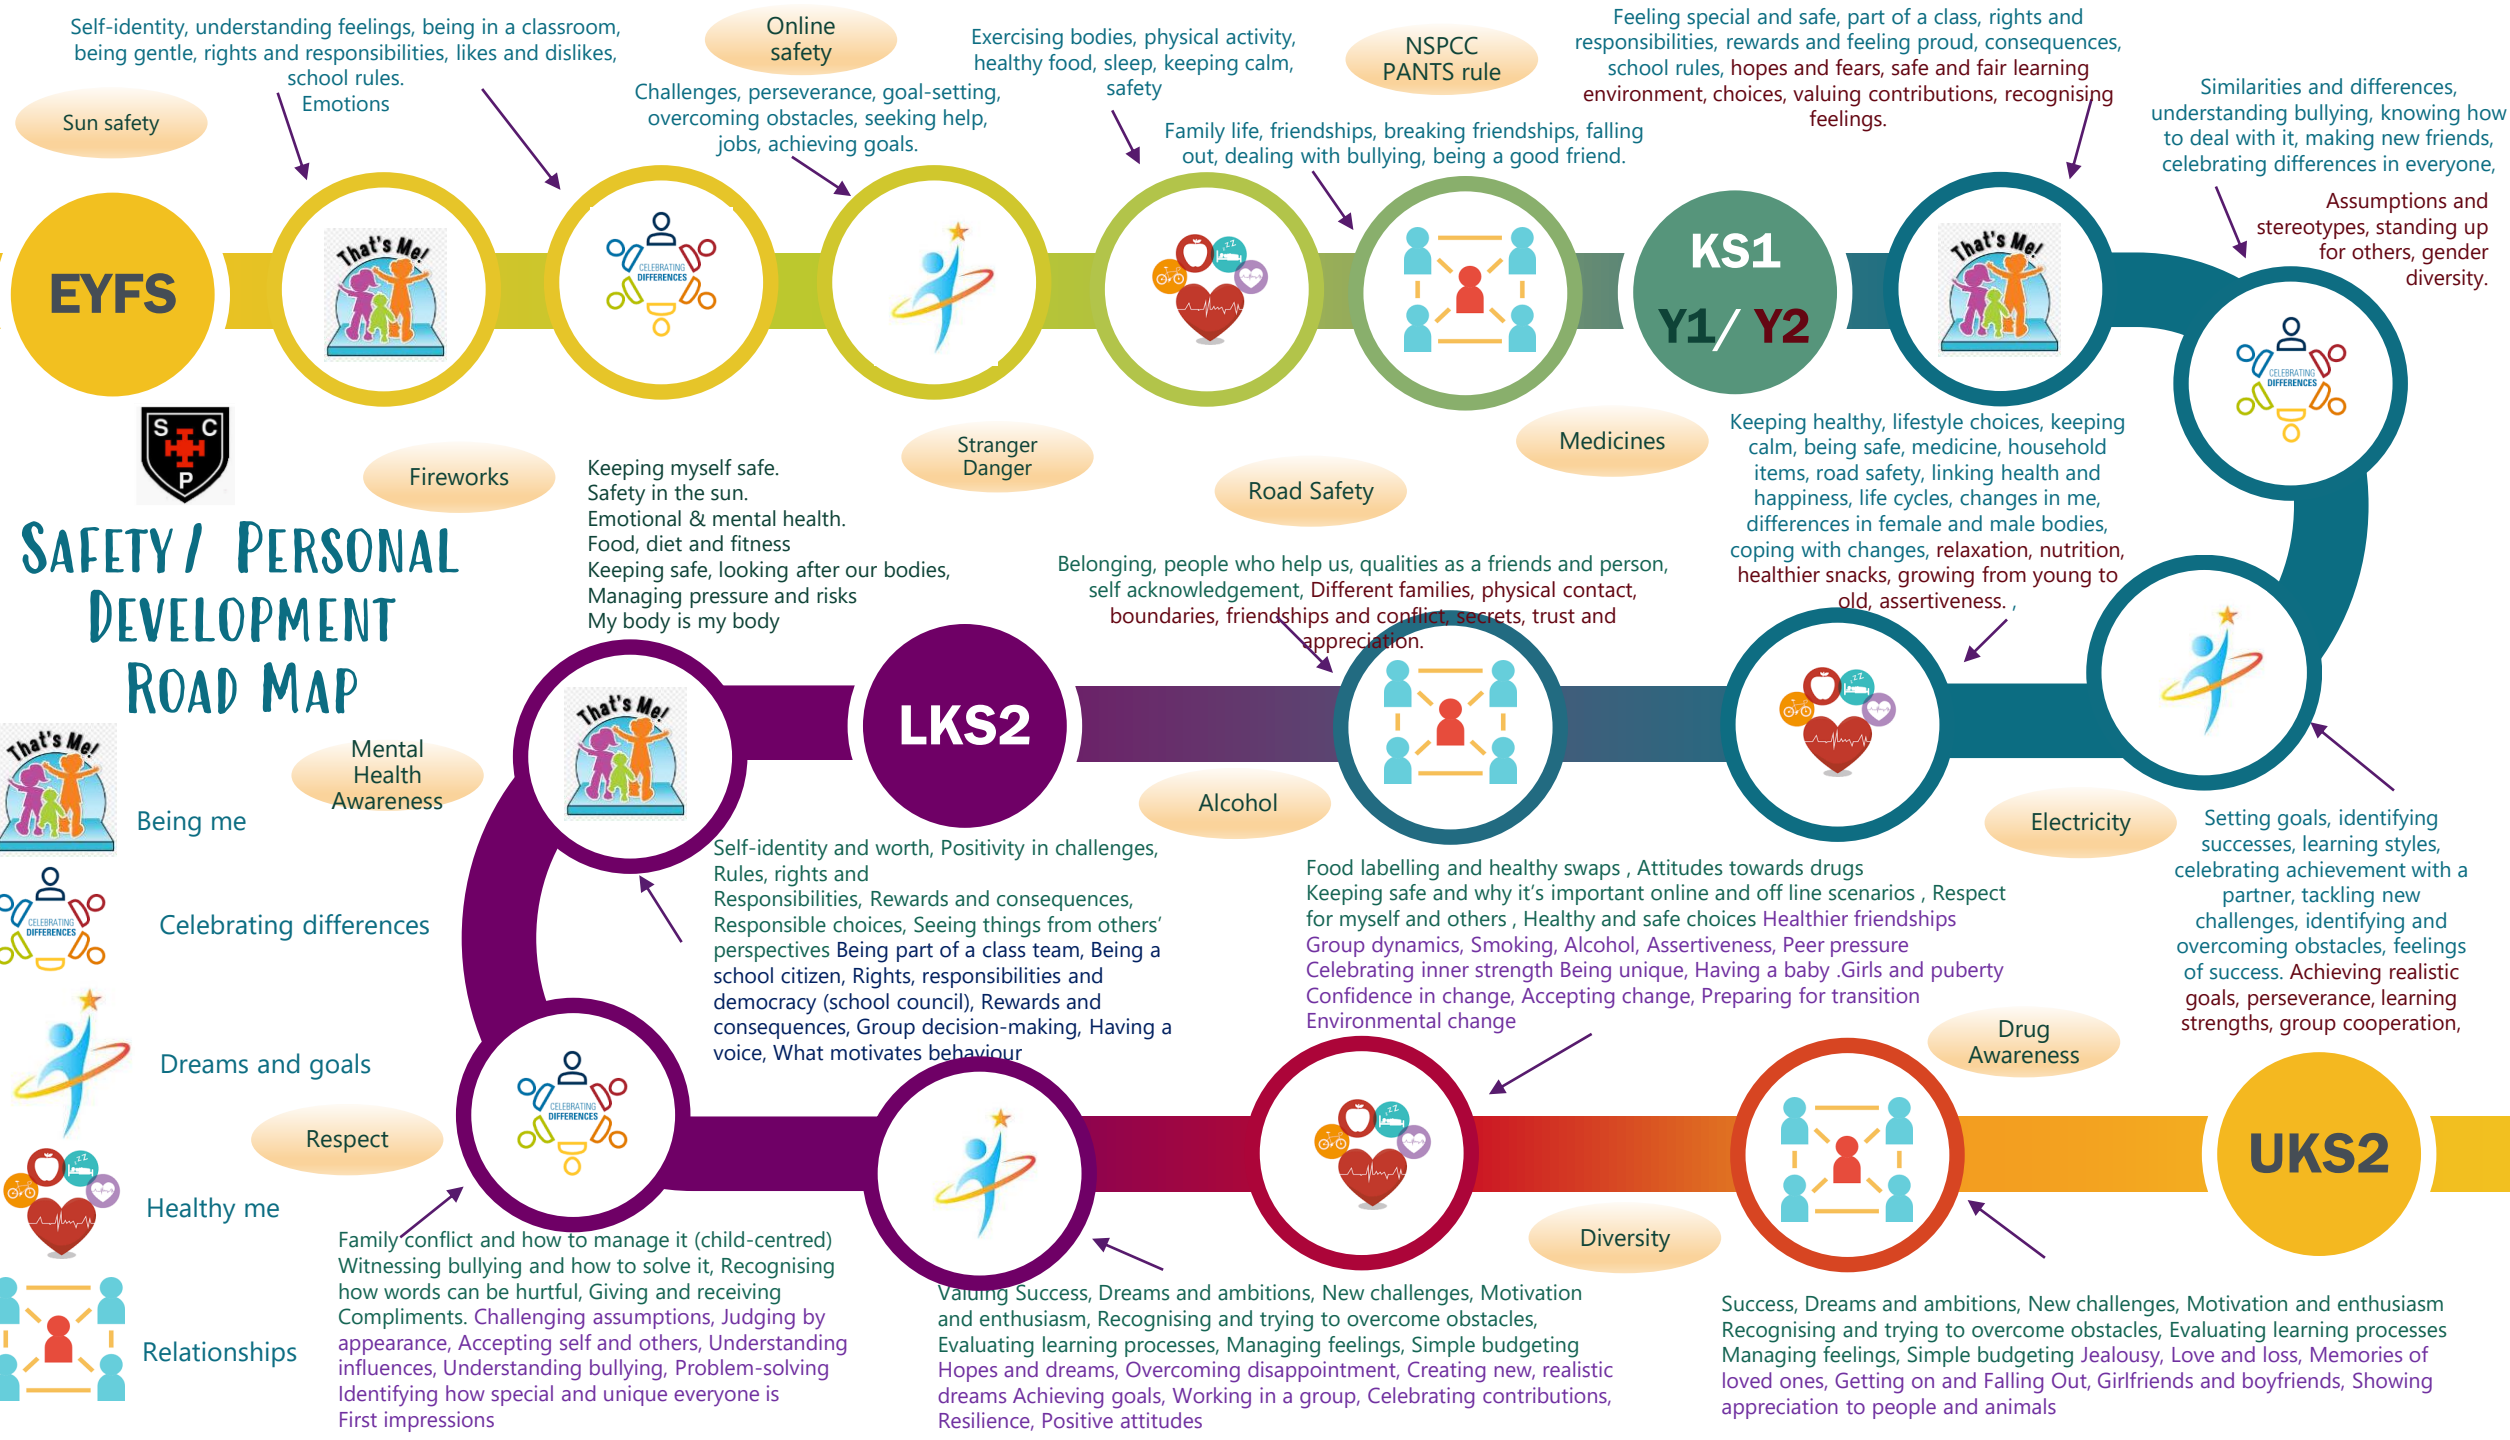 Self-identity, understanding feelings, being in a classroom,
being gentle, rights and responsibilities, likes and dislikes,
school rules.
Emotions
Online
safety
Exercising bodies, physical activity,
healthy food, sleep, keeping calm,
safety
NSPCC
PANTS rule
Feeling special and safe, part of a class, rights and
responsibilities, rewards and feeling proud, consequences,
school rules, hopes and fears, safe and fair learning
environment, choices, valuing contributions, recognising
feelings.
Sun safety
Challenges, perseverance, goal-setting,
overcoming obstacles, seeking help,
jobs, achieving goals.
Family life, friendships, breaking friendships, falling
out, dealing with bullying, being a good friend.
Similarities and differences,
understanding bullying, knowing how
to deal with it, making new friends,
celebrating differences in everyone,
Assumptions and
stereotypes, standing up
for others, gender
diversity.
EYFS
That's Me!
CELEBRATING
DIFFERENCES
zZ
KS1
Y1/ Y2
That's Me!
CELEBRATING
DIFFERENCES
S C
P
Fireworks
Keeping myself safe.
Safety in the sun.
Emotional & mental health.
Food, diet and fitness
Keeping safe, looking after our bodies,
Managing pressure and risks
My body is my body
Stranger
Danger
Road Safety
Medicines
Keeping healthy, lifestyle choices, keeping
calm, being safe, medicine, household
items, road safety, linking health and
happiness, life cycles, changes in me,
differences in female and male bodies,
coping with changes, relaxation, nutrition,
healthier snacks, growing from young to
old, assertiveness. ,
Belonging, people who help us, qualities as a friends and person,
self acknowledgement, Different families, physical contact,
boundaries, friendships and conflict, secrets, trust and
appreciation.
SAFETY/ PERSONAL
DEVELOPMENT
ROAD MAP
That's Me!
LKS2
zZ
That's Me!
Being me
Mental
Health
Awareness
Alcohol
Electricity
Setting goals, identifying
successes, learning styles,
celebrating achievement with a
partner, tackling new
challenges, identifying and
overcoming obstacles, feelings
of success. Achieving realistic
goals, perseverance, learning
strengths, group cooperation,
Self-identity and worth, Positivity in challenges,
Rules, rights and
Responsibilities, Rewards and consequences,
Responsible choices, Seeing things from others'
perspectives Being part of a class team, Being a
school citizen, Rights, responsibilities and
democracy (school council), Rewards and
consequences, Group decision-making, Having a
voice, What motivates behaviour
Food labelling and healthy swaps , Attitudes towards drugs
Keeping safe and why it's important online and off line scenarios , Respect
for myself and others , Healthy and safe choices Healthier friendships
Group dynamics, Smoking, Alcohol, Assertiveness, Peer pressure
Celebrating inner strength Being unique, Having a baby .Girls and puberty
Confidence in change, Accepting change, Preparing for transition
Environmental change
CELEBRATING
DIFFERENCES
Celebrating differences
Dreams and goals
Drug
Awareness
CELEBRATING
DIFFERENCES
zZ
UKS2
Respect
zZ
Healthy me
Diversity
Relationships
Family conflict and how to manage it (child-centred)
Witnessing bullying and how to solve it, Recognising
how words can be hurtful, Giving and receiving
Compliments. Challenging assumptions, Judging by
appearance, Accepting self and others, Understanding
influences, Understanding bullying, Problem-solving
Identifying how special and unique everyone is
First impressions
Valuing Success, Dreams and ambitions, New challenges, Motivation
and enthusiasm, Recognising and trying to overcome obstacles,
Evaluating learning processes, Managing feelings, Simple budgeting
Hopes and dreams, Overcoming disappointment, Creating new, realistic
dreams Achieving goals, Working in a group, Celebrating contributions,
Resilience, Positive attitudes
Success, Dreams and ambitions, New challenges, Motivation and enthusiasm
Recognising and trying to overcome obstacles, Evaluating learning processes
Managing feelings, Simple budgeting Jealousy, Love and loss, Memories of
loved ones, Getting on and Falling Out, Girlfriends and boyfriends, Showing
appreciation to people and animals